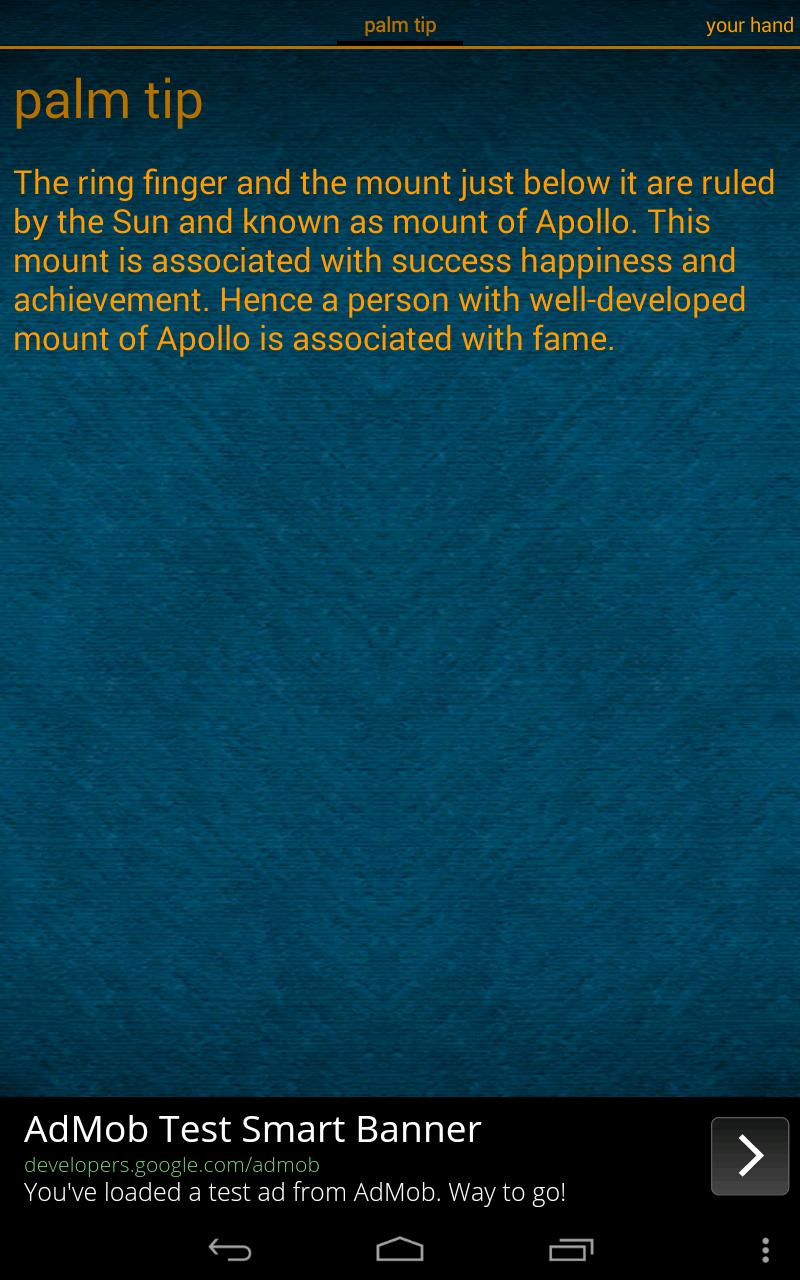 palm tip
your hand
palm tip
The ring finger and the mount just below it are ruled
by the Sun and known as mount of Apollo. This
mount is associated with success happiness and
achievement. Hence a person with well-developed
mount of Apollo is associated with fame.
AdMob Test Smart Banner
developers.google.com/admob
You've loaded a test ad from AdMob. Way to go!